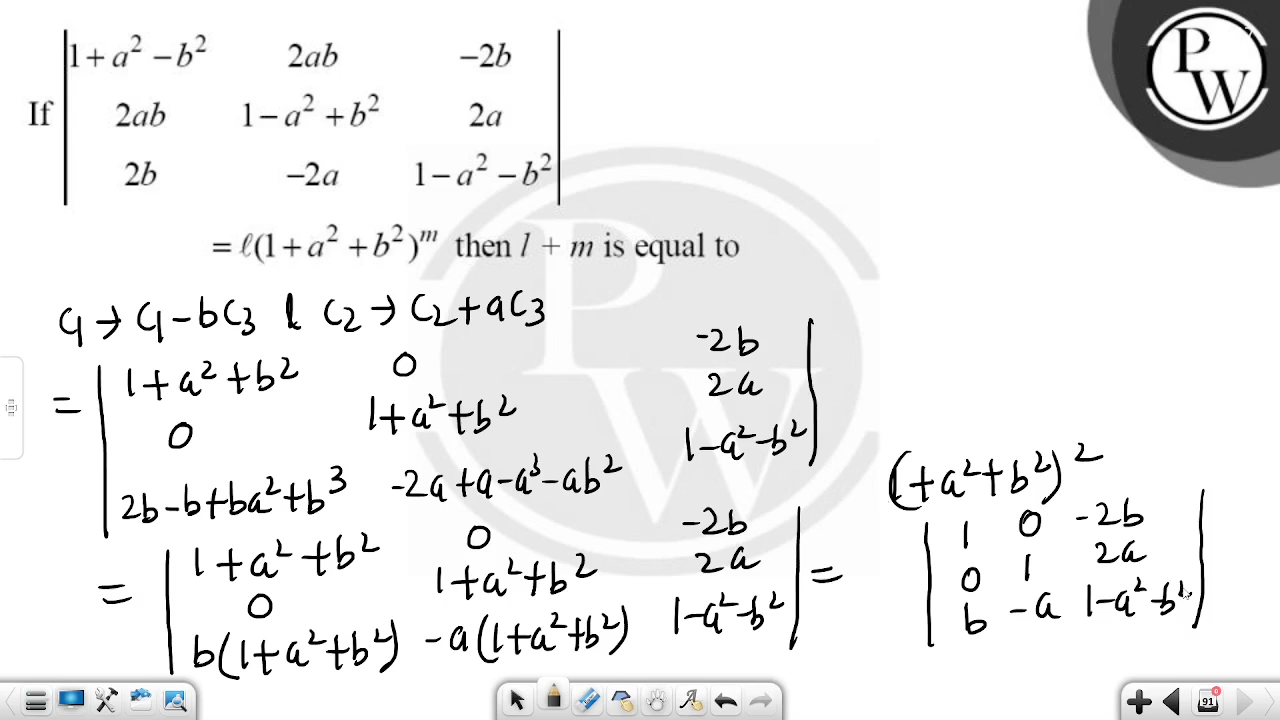 PW
If | 1+a² −b²   2ab   −2b |
| 2ab   1−a² +b²   2a |
| 2b   −2a   1−a² −b² |
= ℓ(1+a² +b²)ᵐ then l + m is equal to
C₁ → C₁−bC₃ & C₂ → C₂+aC₃
= | 1+a²+b²   0   -2b |
| 0   1+a²+b²   2a |
| 2b−b+ba²+b³   -2a+a−a³−ab²   1−a²−b² |
= | 1+a²+b²   0   -2b |
| 0   1+a²+b²   2a |
| b(1+a²+b²)   -a(1+a²+b²)   1−a²−b² |
= (1+a²+b²)²
| 1   0   -2b |
| 0   1   2a |
| b   -a   1−a²−b² |
91